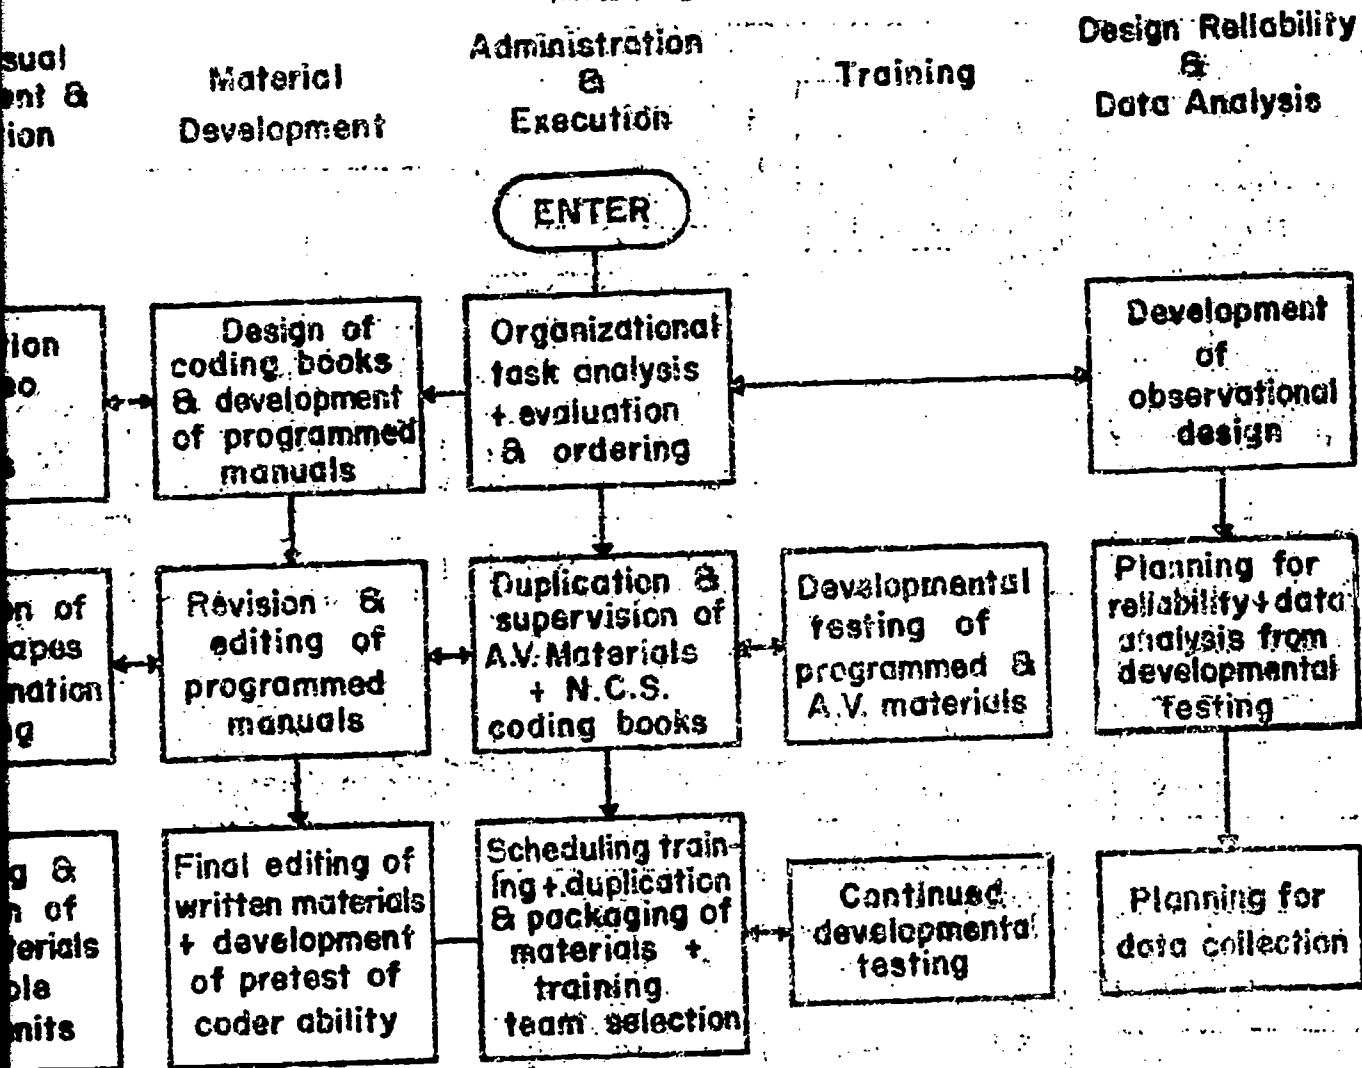 Material
Development
Administration
&
Execution
Training
Design Reliability
&
Data Analysis
ENTER
Design of
coding books
& development
of programmed
manuals
Organizational
task analysis
+ evaluation
& ordering
Development
of
observational
design
Revision &
editing of
programmed
manuals
Duplication &
supervision of
A.V. Materials
+ N.C.S.
coding books
Developmental
testing of
programmed &
A.V. materials
Planning for
reliability + data
analysis from
developmental
testing
g &
n of
Final editing of
written materials
+ development
of pretest of
coder ability
Scheduling train-
ing + duplication
& packaging of
materials +
training
team selection
Continued
developmental
testing
Planning for
data collection